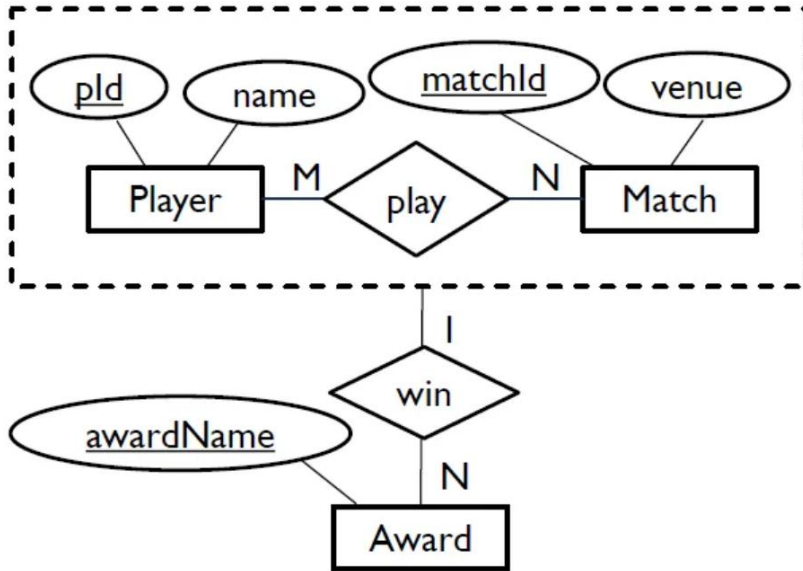 pId
name
matchId
venue
Player
M
play
N
Match
1
win
awardName
N
Award